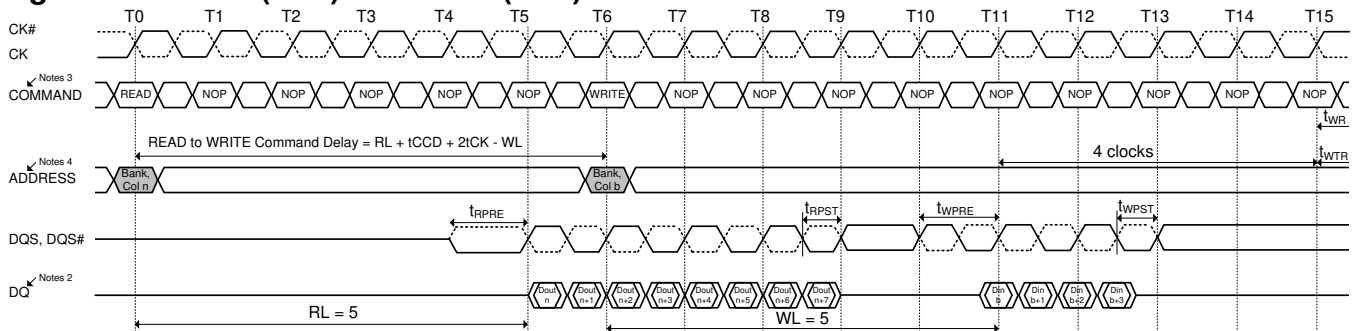 T0 T1 T2 T3 T4 T5 T6 T7 T8 T9 T10 T11 T12 T13 T14 T15
CK#
CK
Notes 3
COMMAND READ NOP NOP NOP NOP NOP WRITE NOP NOP NOP NOP NOP NOP NOP NOP NOP
tWR
READ to WRITE Command Delay = RL + tCCD + 2tCK - WL
4 clocks
tWTR
Notes 4
ADDRESS
Bank,
Col n
Bank,
Col b
tRPRE tRPST tWPRE tWPST
DQS, DQS#
Notes 2
DQ
Dout
n
Dout
n+1
Dout
n+2
Dout
n+3
Dout
n+4
Dout
n+5
Dout
n+6
Dout
n+7
Din
b
Din
b+1
Din
b+2
Din
b+3
RL = 5 WL = 5